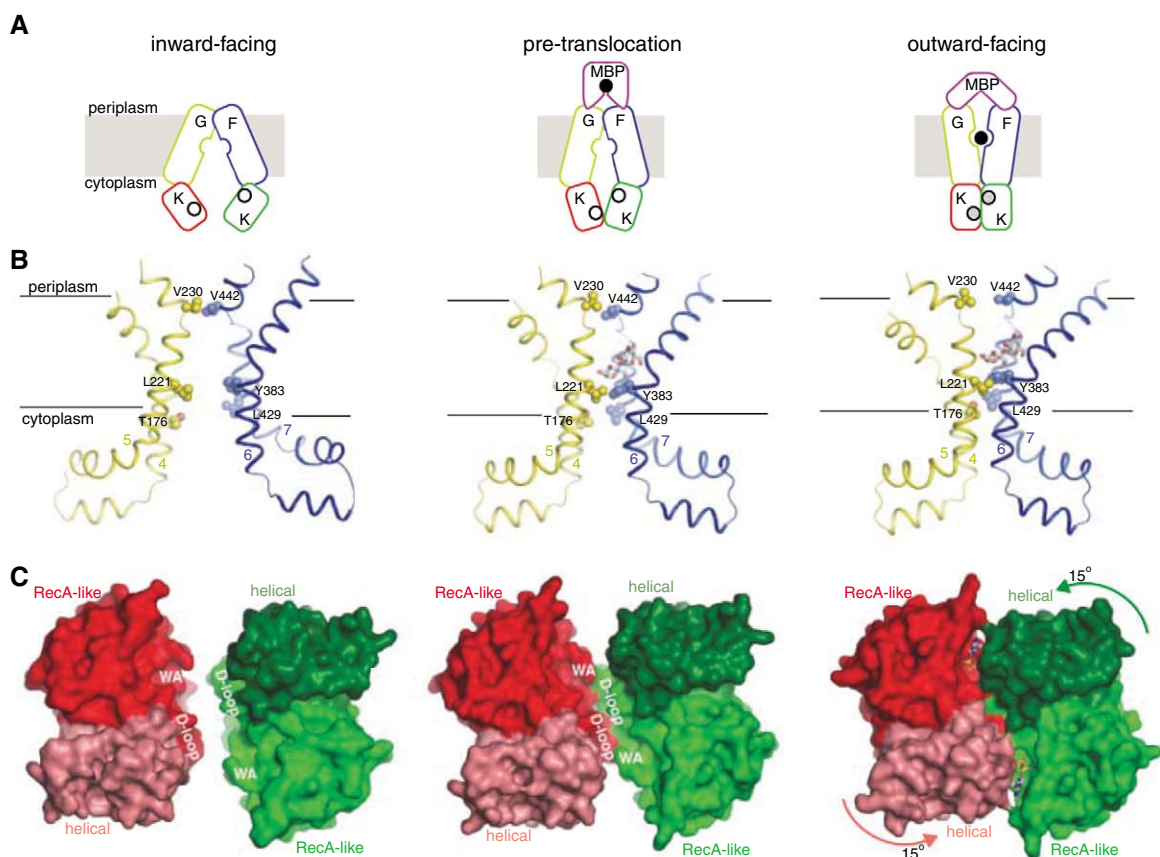 A
inward-facing
pre-translocation
outward-facing
periplasm
cytoplasm
G F
K K
MBP
G F
K K
MBP
G F
K K
B
periplasm
cytoplasm
V230 V442
L221 Y383
T176 L429
5 4 6 7
V230 V442
L221 Y383
T176 L429
5 4 6 7
V230 V442
L221 Y383
T176 L429
5 4 6 7
C
RecA-like
helical
WA
D-loop
D-loop
WA
helical
RecA-like
RecA-like
helical
WA
D-loop
D-loop
WA
helical
RecA-like
RecA-like
helical
15°
15°
helical
RecA-like